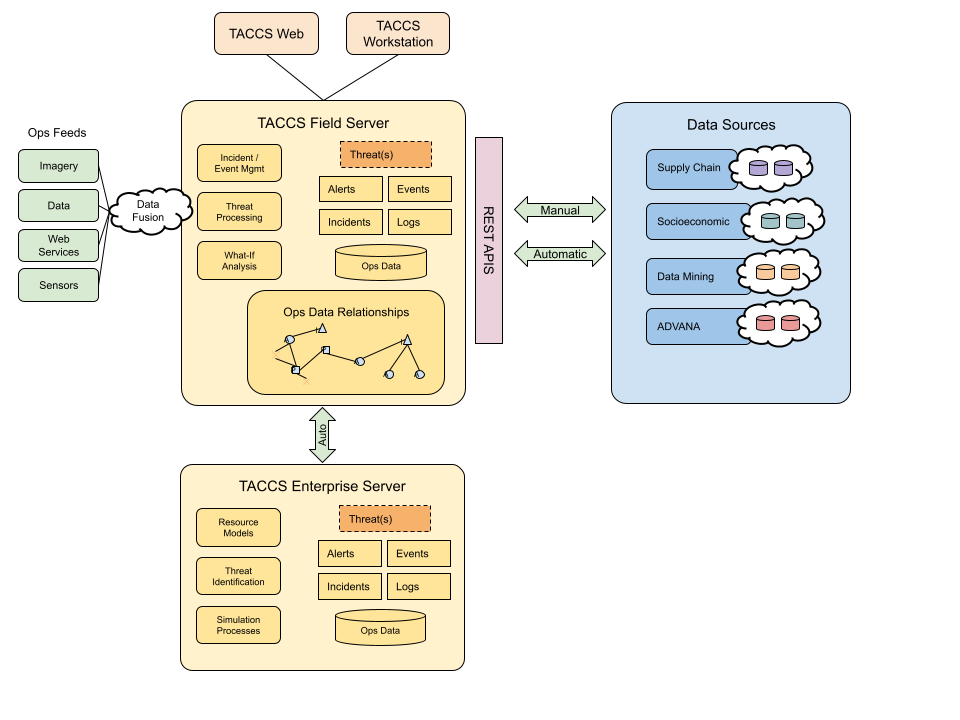 TACCS Web
TACCS
Workstation
Ops Feeds
Imagery
Data
Web
Services
Sensors
Data
Fusion
TACCS Field Server
Incident /
Event Mgmt
Threat
Processing
What-If
Analysis
Threat(s)
Alerts
Events
Incidents
Logs
Ops Data
Ops Data Relationships
REST APIS
Manual
Automatic
Data Sources
Supply Chain
Socioeconomic
Data Mining
ADVANA
Auto
TACCS Enterprise Server
Resource
Models
Threat
Identification
Simulation
Processes
Threat(s)
Alerts
Events
Incidents
Logs
Ops Data